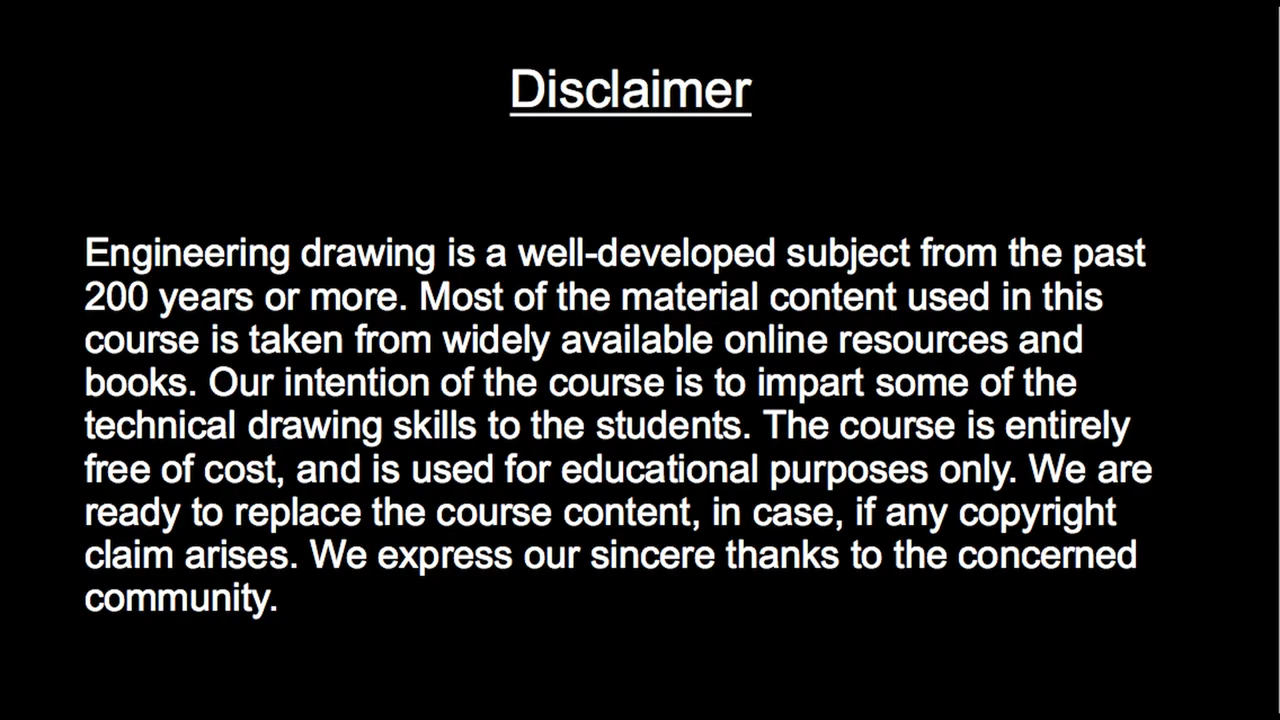 Disclaimer
Engineering drawing is a well-developed subject from the past
200 years or more. Most of the material content used in this
course is taken from widely available online resources and
books. Our intention of the course is to impart some of the
technical drawing skills to the students. The course is entirely
free of cost, and is used for educational purposes only. We are
ready to replace the course content, in case, if any copyright
claim arises. We express our sincere thanks to the concerned
community.